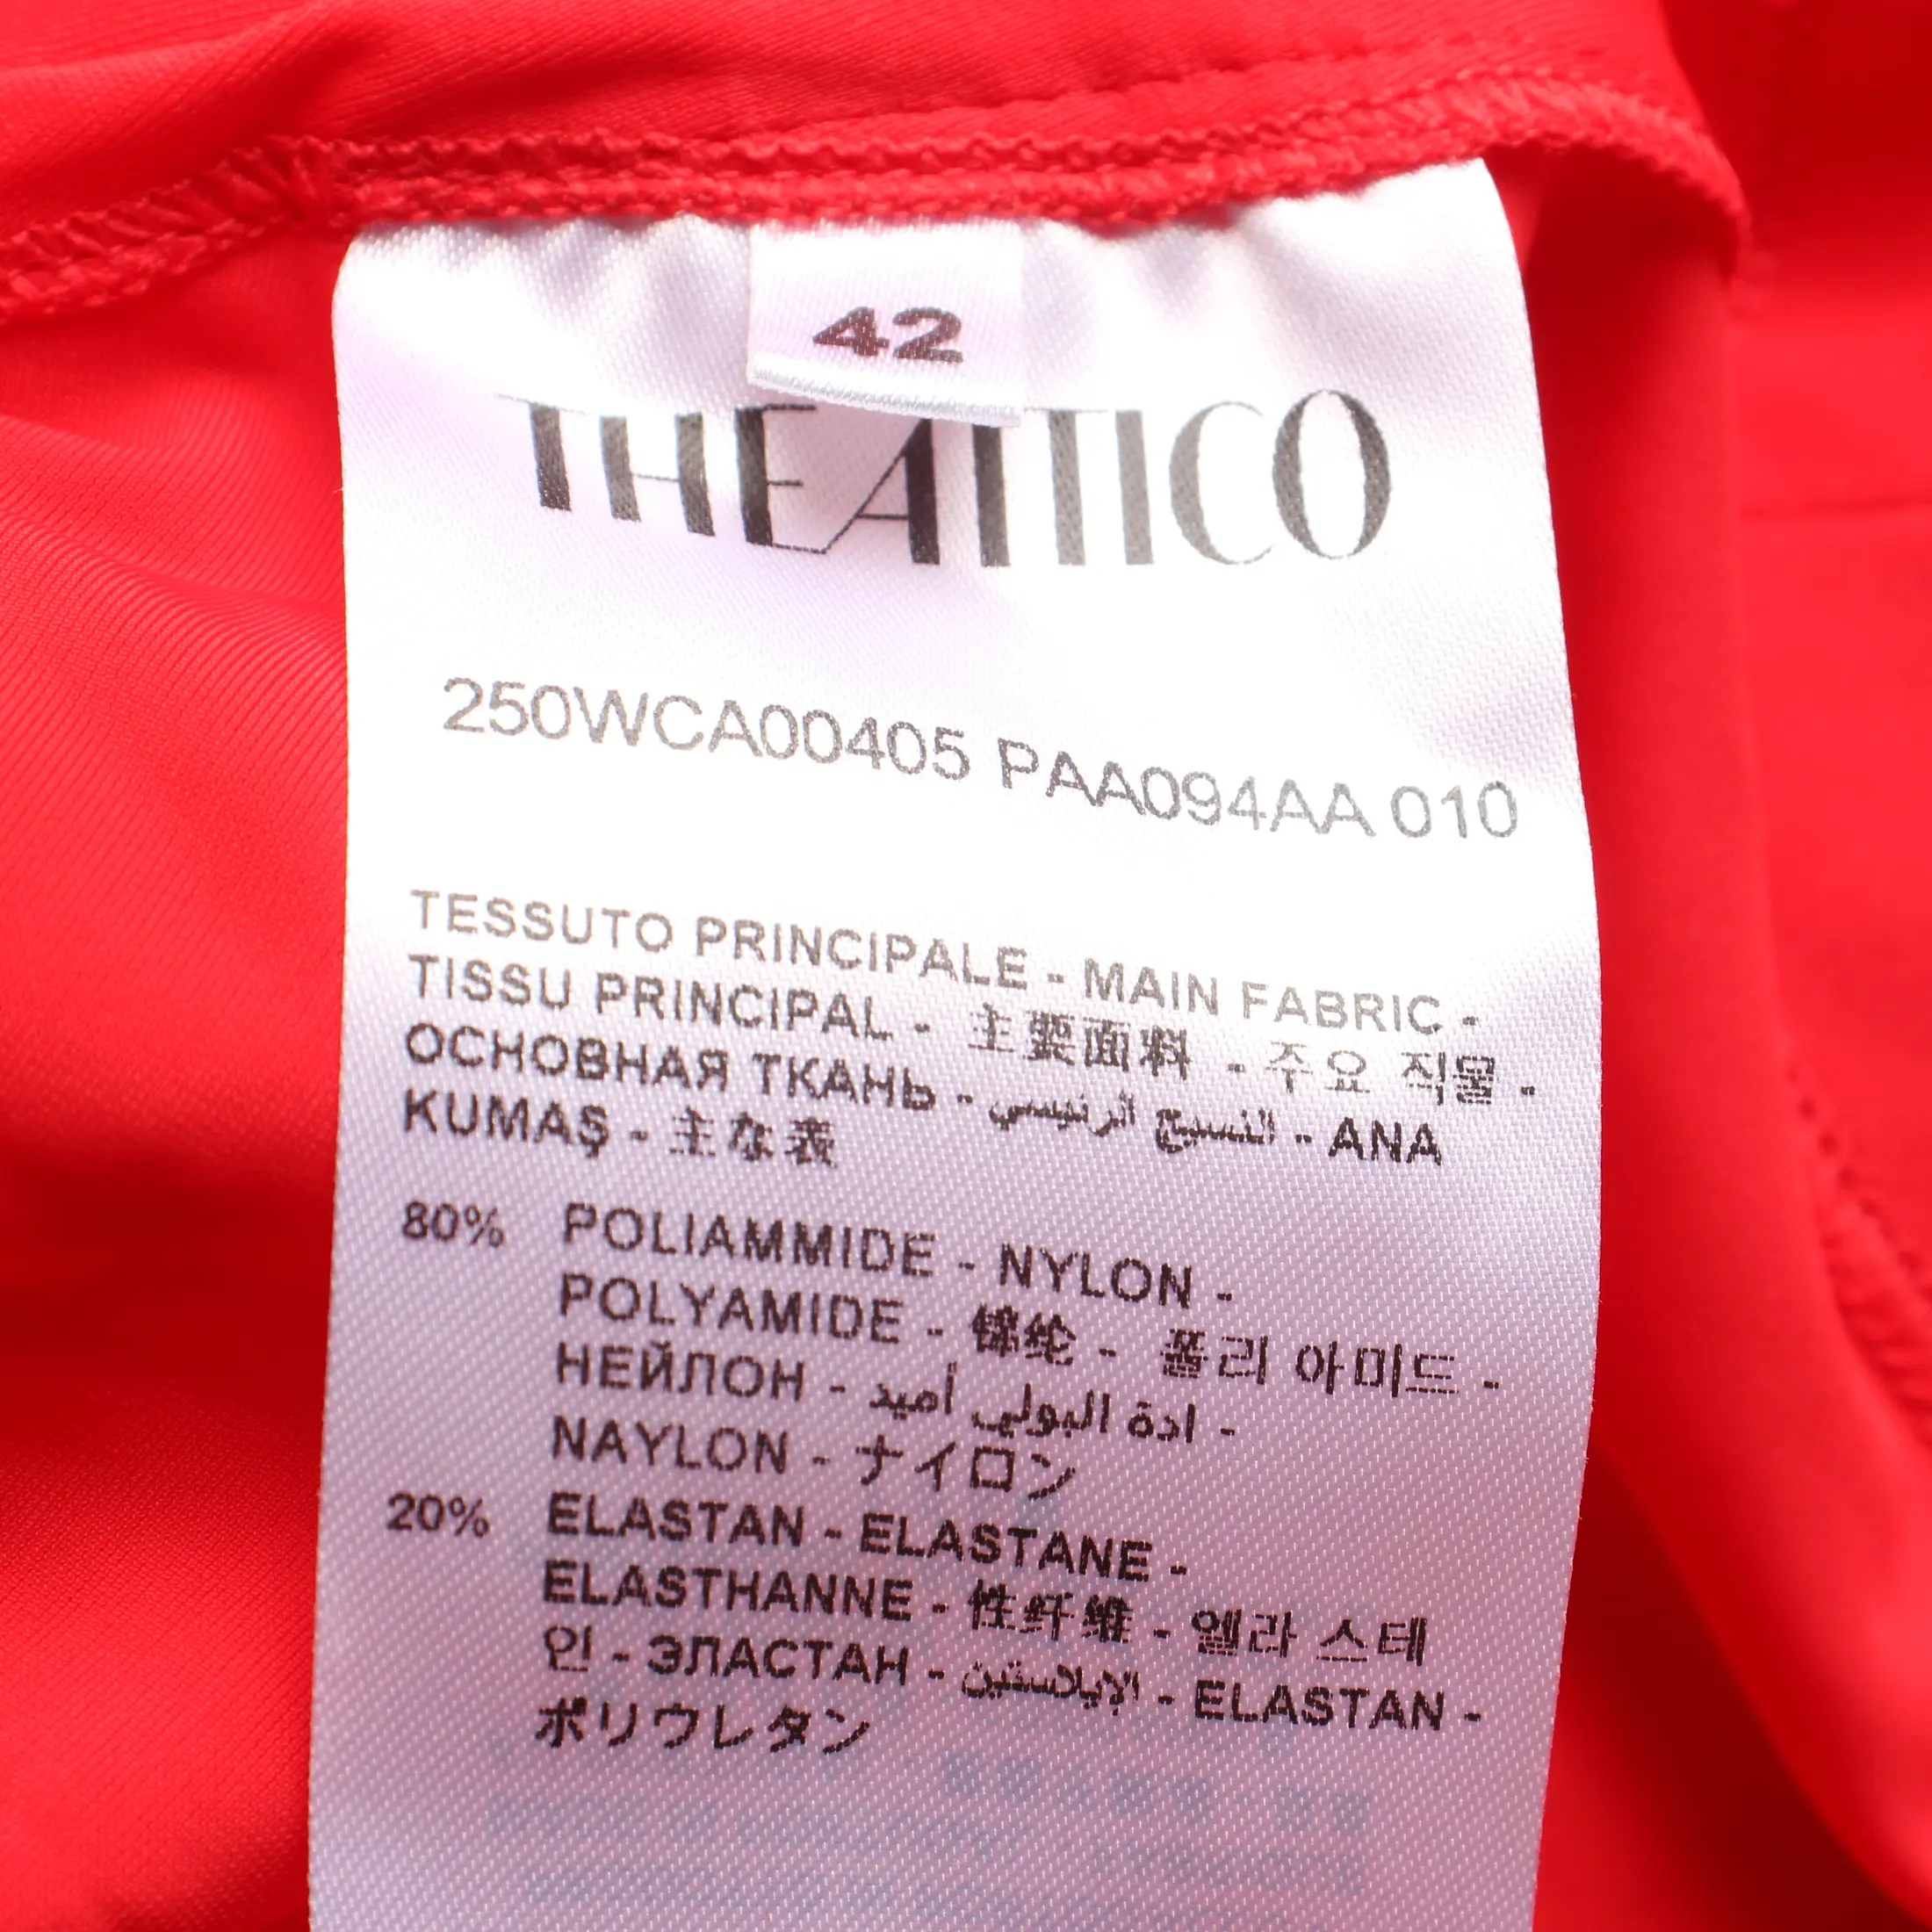 42
THE ATTICO
250WCA00405 PAA094AA 010
TESSUTO PRINCIPALE - MAIN FABRIC -
TISSU PRINCIPAL - 主要面料 - 주요 직물 -
ОСНОВНАЯ ТКАНЬ - النسيج الرئيسي - ANA
KUMAŞ - 主な表
80% POLIAMMIDE - NYLON -
POLYAMIDE - 锦纶 - 폴리 아미드 -
НЕЙЛОН - ادة البولي أميد -
NAYLON - ナイロン
20% ELASTAN - ELASTANE -
ELASTHANNE - 性纤维 - 엘라 스테
인 - ЭЛАСТАН - الإيلاستين - ELASTAN -
ポリウレタン